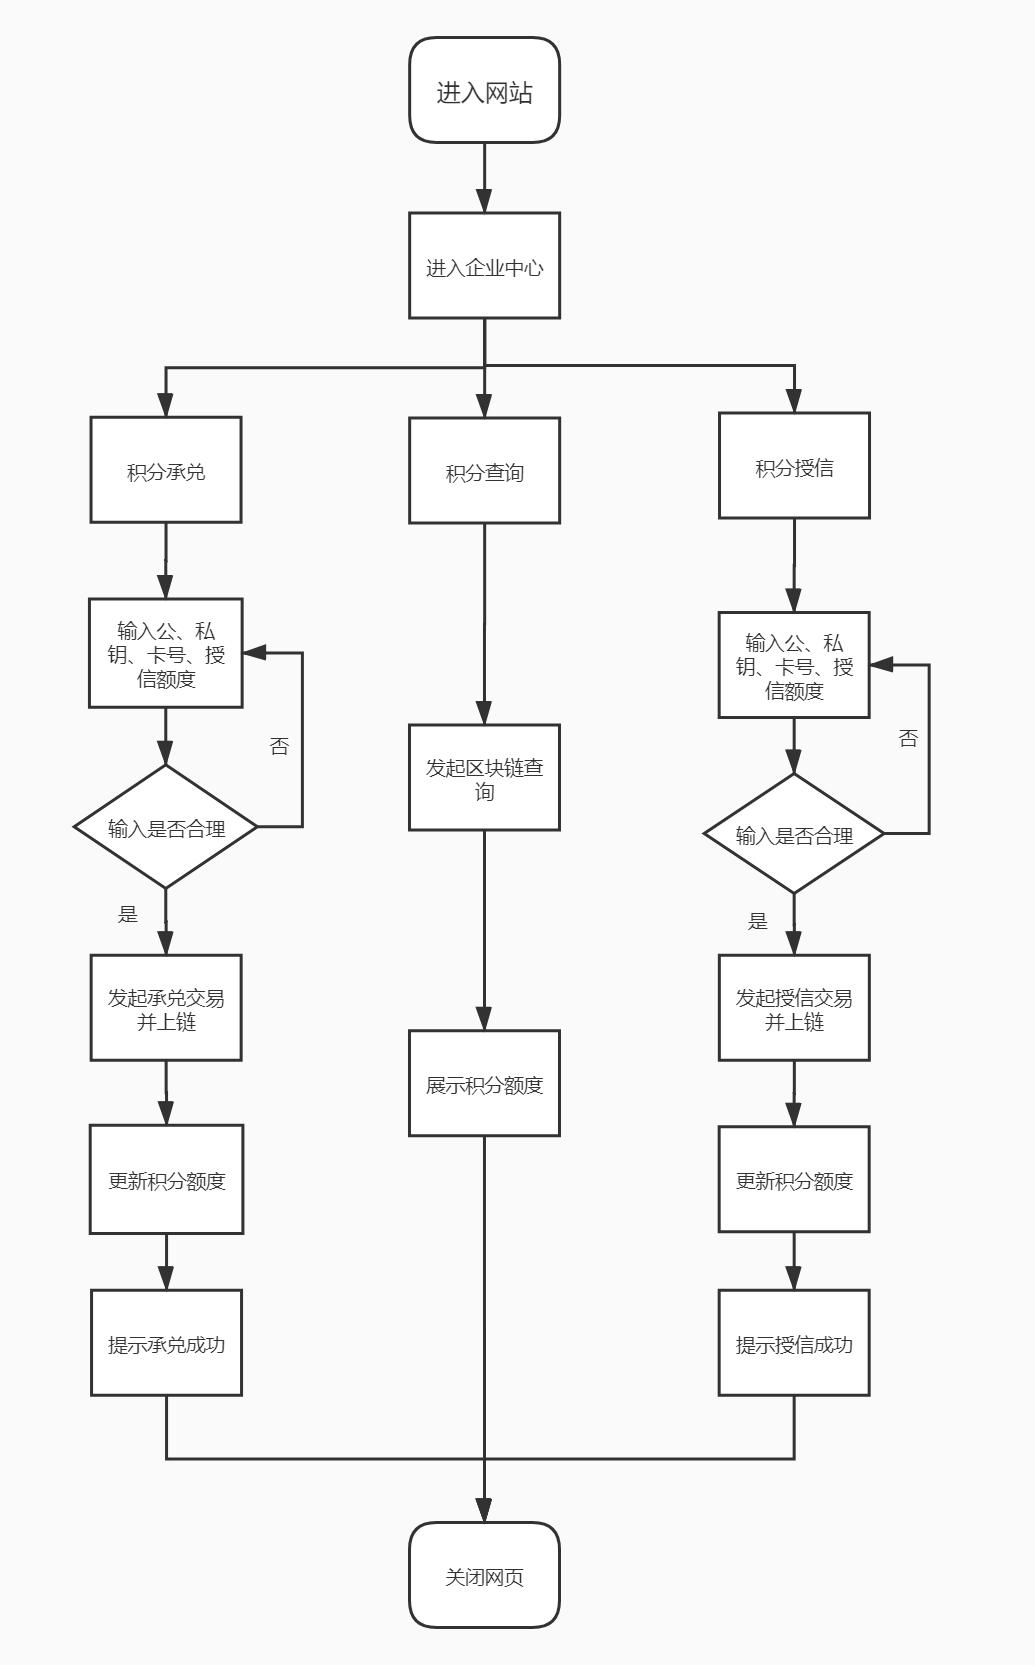 进入网站
进入企业中心
积分承兑
积分查询
积分授信
输入公、私
钥、卡号、授
信额度
否
输入是否合理
是
发起承兑交易
并上链
更新积分额度
提示承兑成功
发起区块链查
询
展示积分额度
输入公、私
钥、卡号、授
信额度
否
输入是否合理
是
发起授信交易
并上链
更新积分额度
提示授信成功
关闭网页